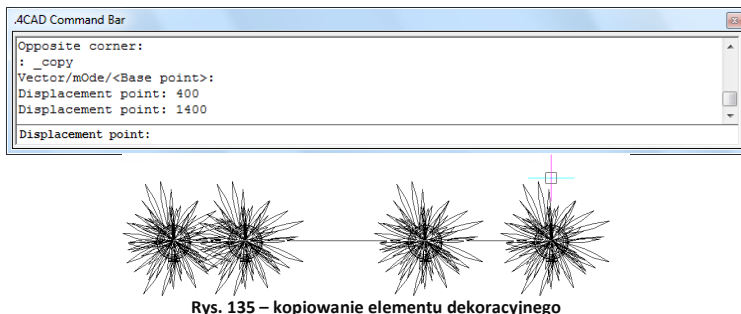 .4CAD Command Bar
Opposite corner:
: _copy
Vector/mOde/<Base point>:
Displacement point: 400
Displacement point: 1400
Displacement point:
Rys. 135 – kopiowanie elementu dekoracyjnego